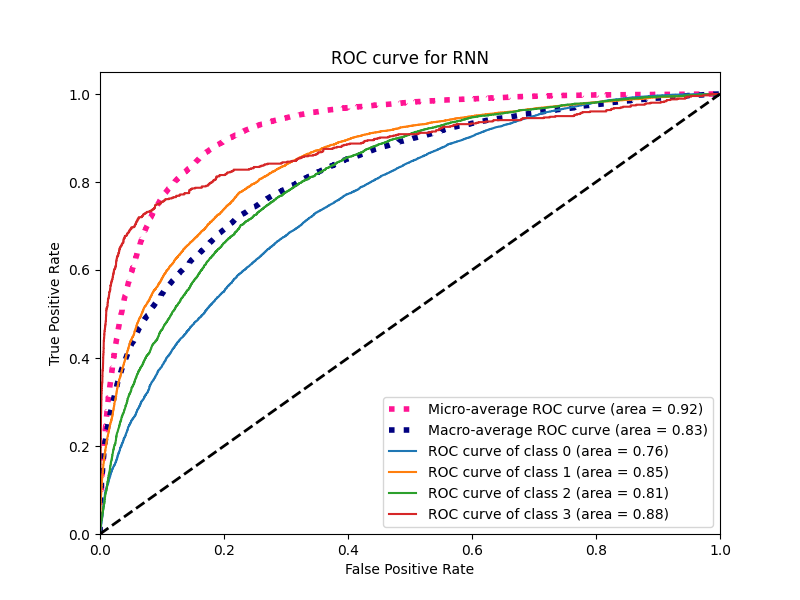 ROC curve for RNN
True Positive Rate
1.0
0.8
0.6
0.4
0.2
0.0
Micro-average ROC curve (area = 0.92)
Macro-average ROC curve (area = 0.83)
ROC curve of class 0 (area = 0.76)
ROC curve of class 1 (area = 0.85)
ROC curve of class 2 (area = 0.81)
ROC curve of class 3 (area = 0.88)
0.0 0.2 0.4 0.6 0.8 1.0
False Positive Rate